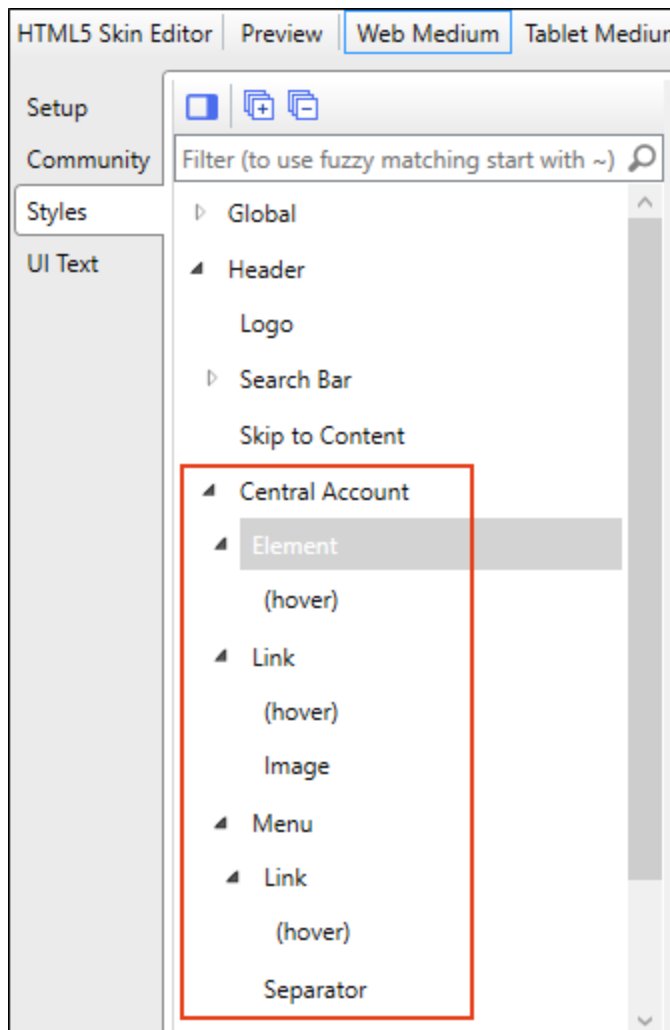 HTML5 Skin Editor Preview Web Medium Tablet Mediu
Setup
Community
Styles
UI Text
Filter (to use fuzzy matching start with ~)
Global
Header
Logo
Search Bar
Skip to Content
Central Account
Element
(hover)
Link
(hover)
Image
Menu
Link
(hover)
Separator